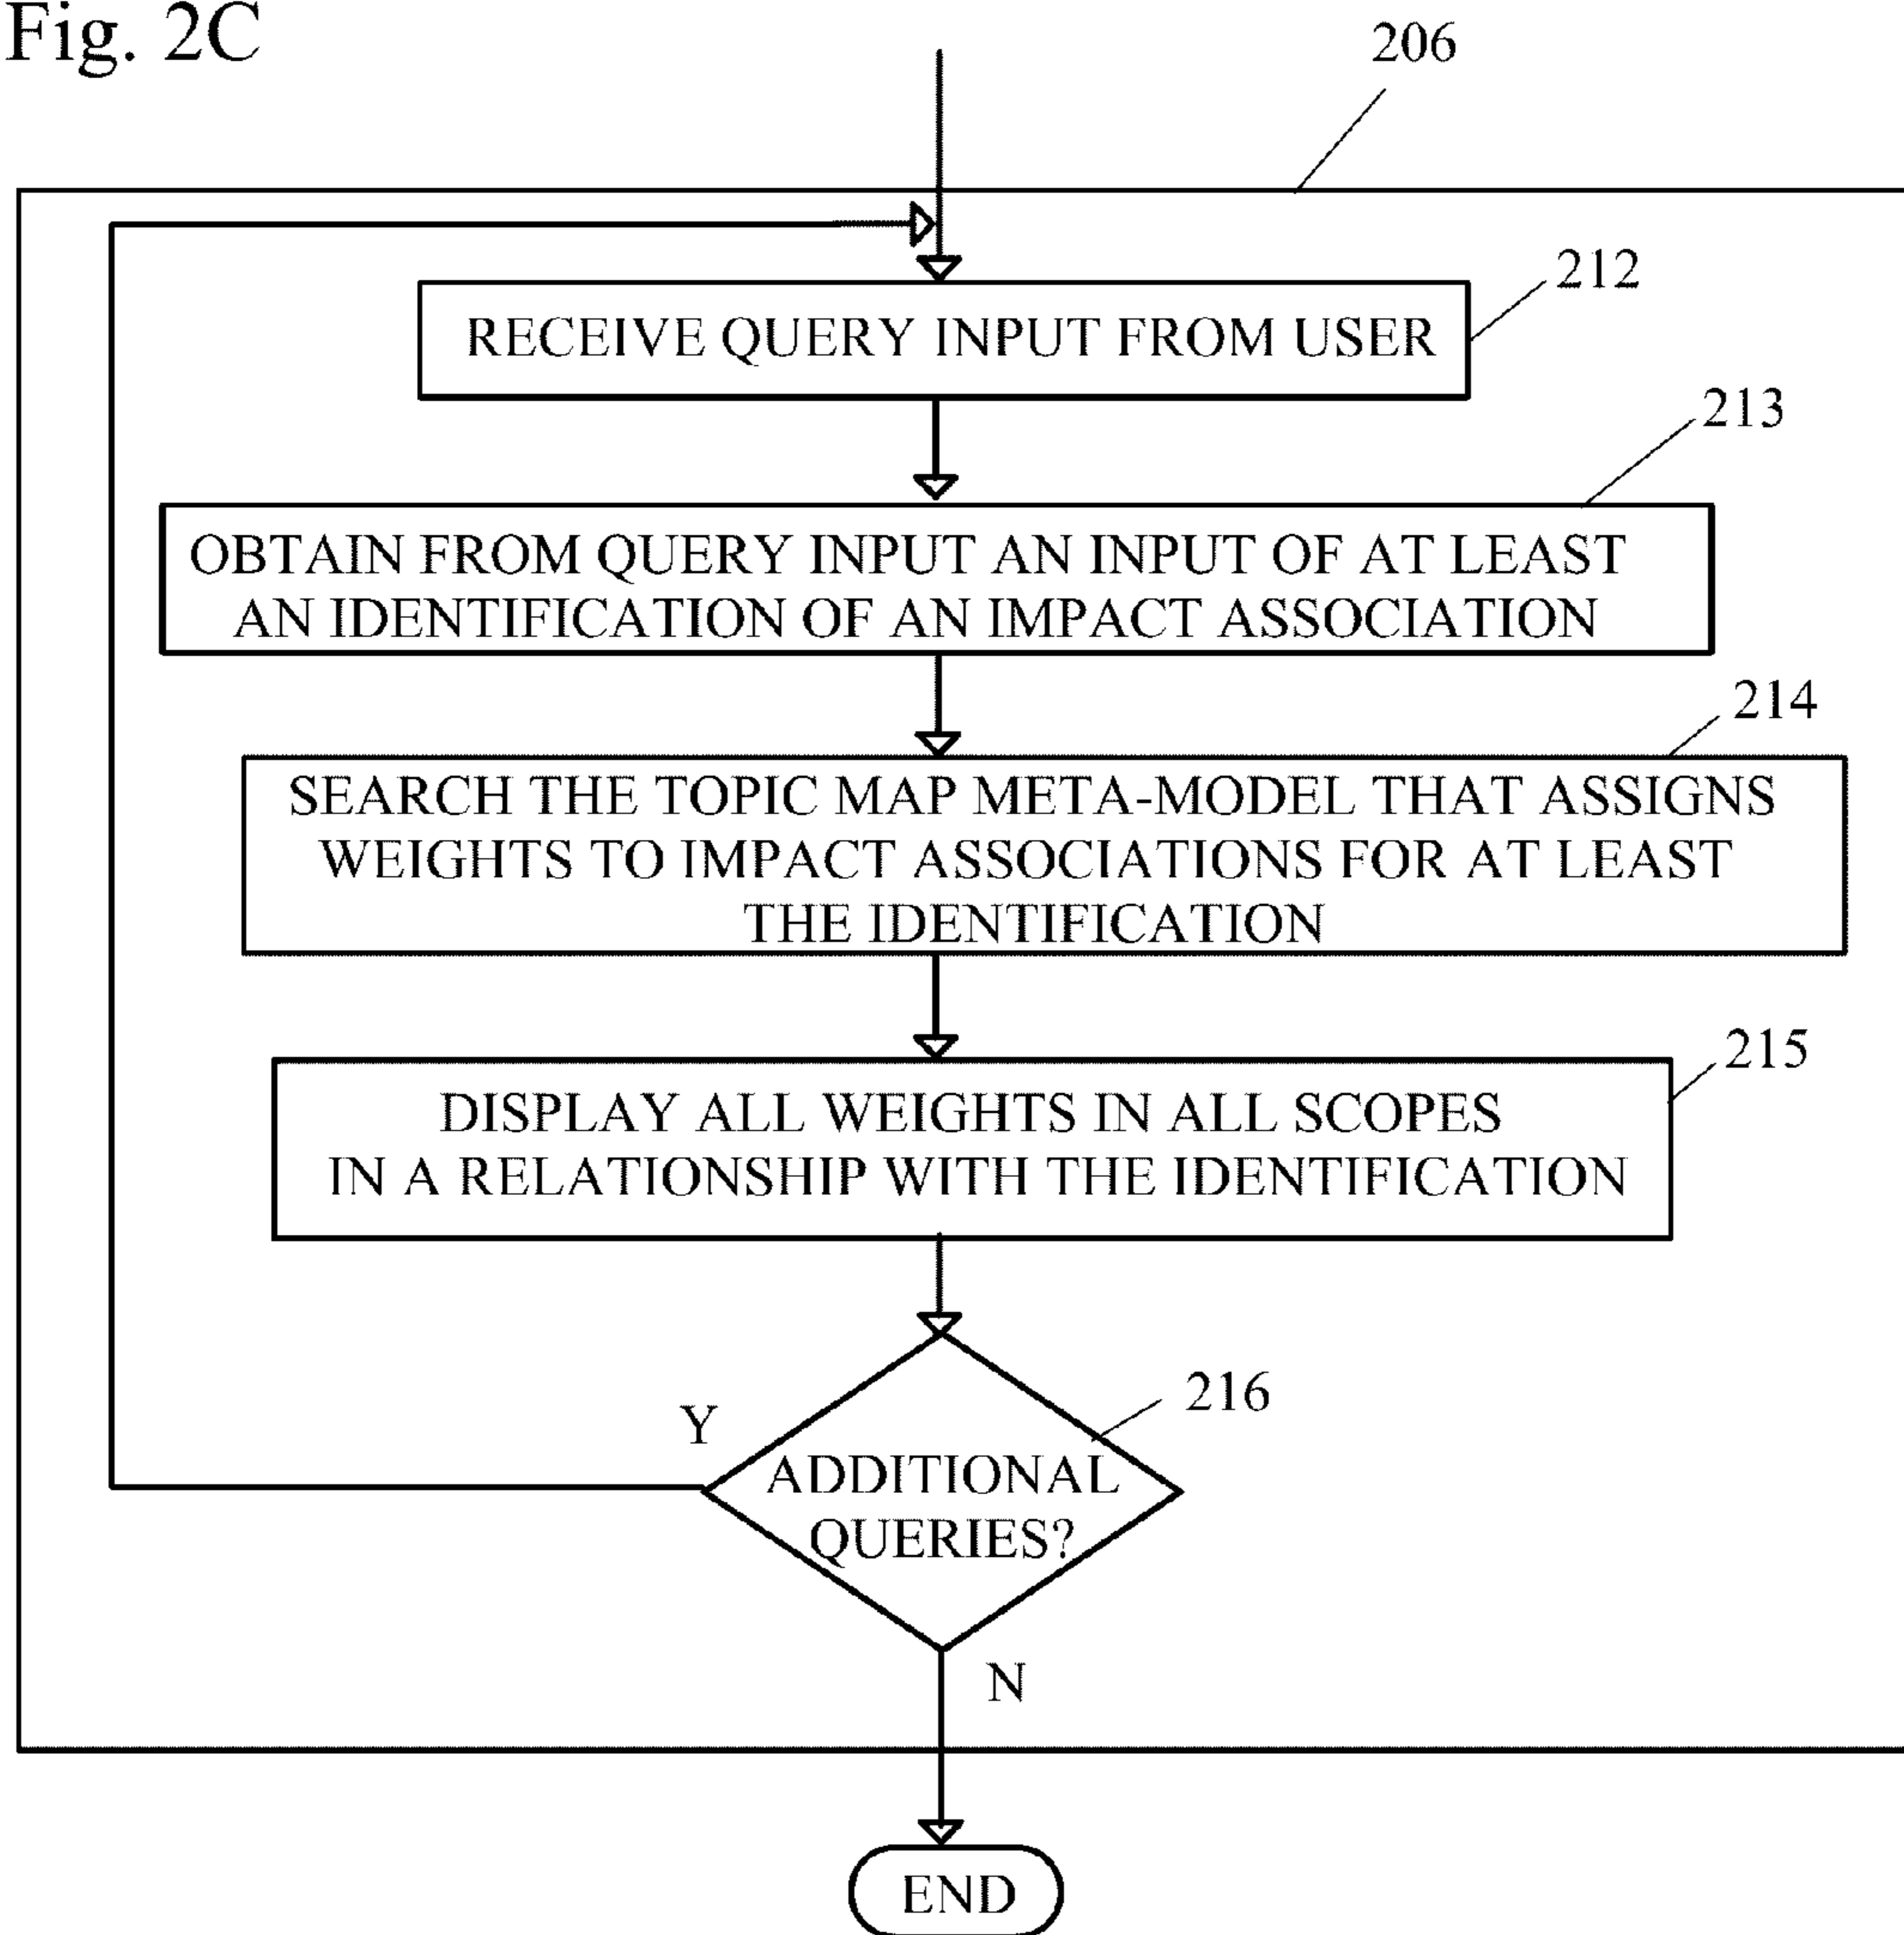 Fig. 2C
206
212
RECEIVE QUERY INPUT FROM USER
213
OBTAIN FROM QUERY INPUT AN INPUT OF AT LEAST
AN IDENTIFICATION OF AN IMPACT ASSOCIATION
214
SEARCH THE TOPIC MAP META-MODEL THAT ASSIGNS
WEIGHTS TO IMPACT ASSOCIATIONS FOR AT LEAST
THE IDENTIFICATION
215
DISPLAY ALL WEIGHTS IN ALL SCOPES
IN A RELATIONSHIP WITH THE IDENTIFICATION
216
Y
ADDITIONAL
QUERIES?
N
END